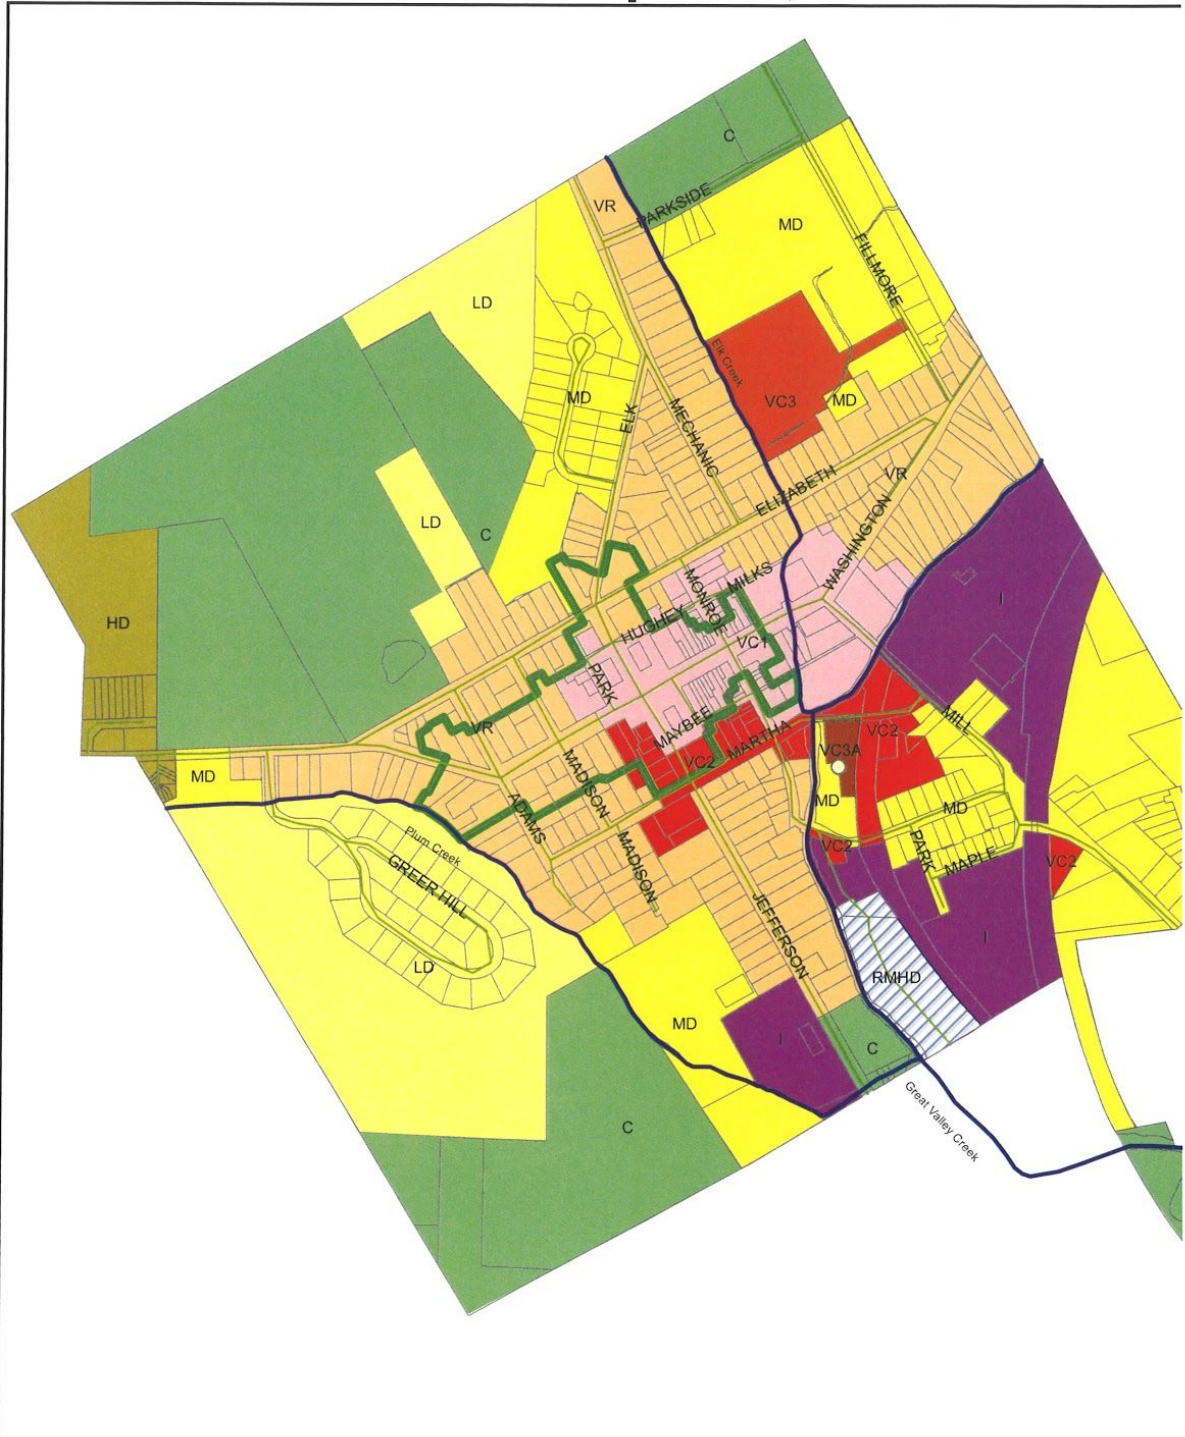 C
PARKSIDE
VR
MD
FILLMORE
LD
Elk Creek
MD
ELK
MECHANIC
VC3
MD
ELIZABETH
VR
WASHINGTON
LD
C
MONROE
MILKS
I
HD
HUGHEY
VC1
PARK
MAYBEE
MILL
VR
MARTHA
VC2
VC3A
VC2
MD
MADISON
MD
MD
ADAMS
VC2
PARK
MAPLE
VC2
Plum Creek
GREER HILL
MADISON
JEFFERSON
I
LD
RMHD
MD
I
C
Great Valley Creek
C